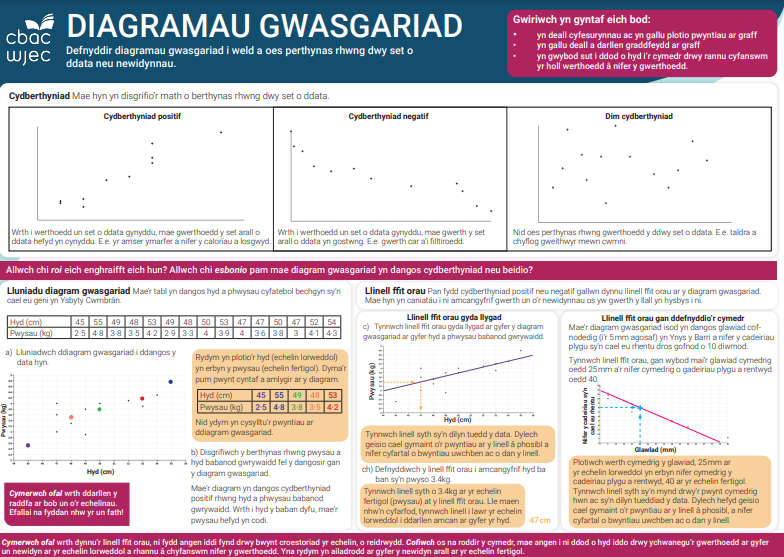 cbac
wjec
DIAGRAMAU GWASGARIAD
Defnyddir diagramau gwasgariad i weld a oes perthynas rhwng dwy set o
ddata neu newidynnau.
Gwiriwch yn gyntaf eich bod:
• yn deall cyfesurynnau ac yn gallu plotio pwyntiau ar graff
• yn gallu deall a darllen graddfeydd ar graff
• yn gwybod sut i ddod o hyd i'r cymedr drwy rannu cyfanswm
yr holl werthoedd â nifer y gwerthoedd.
Cydberthyniad Mae hyn yn disgrifio'r math o berthynas rhwng dwy set o ddata.
Cydberthyniad positif
Wrth i werthoedd un set o ddata gynyddu, mae gwerthoedd y set arall o
ddata hefyd yn cynyddu. E.e. yr amser ymarfer a nifer y caloriau a losgwyd.
Cydberthyniad negatif
Wrth i werthoedd un set o ddata gynyddu, mae gwerth y set
arall o ddata yn gostwng. E.e. gwerth car a'i filltiroedd.
Dim cydberthyniad
Nid oes perthynas rhwng gwerthoedd y ddwy set o ddata. E.e. taldra a
chyflog gweithwyr mewn cwmni.
Allwch chi roi eich enghraifft eich hun? Allwch chi esbonio pam mae diagram gwasgariad yn dangos cydberthyniad neu beidio?
Lluniadu diagram gwasgariad Mae'r tabl yn dangos hyd a phwysau cyfatebol bechgyn sy'n
cael eu geni yn Ysbyty Cwmbrân.
Hyd (cm) 45 55 49 48 53 49 48 50 49 47 47 50 47 52 54
Pwysau (kg) 2·5 4·8 3·8 3·5 4·2 2·9 3·3 4 3·9 4 3·6 3·8 3 4·1 4·3
a) Lluniadwch ddiagram gwasgariad i ddangos y
data hyn.
Pwysau (kg)
Hyd (cm)
Cymerwch ofal wrth ddarllen y
raddfa ar bob un o'r echelinau.
Efallai na fyddan nhw yr un fath!
Rydym yn plotio'r hyd (echelin lorweddol)
yn erbyn y pwysau (echelin fertigol). Dyma'r
pum pwynt cyntaf a amlygir ar y diagram.
Hyd (cm) 45 55 49 48 53
Pwysau (kg) 2·5 4·8 3·8 3·5 4·2
Nid ydym yn cysylltu'r pwyntiau ar
ddiagram gwasgariad.
b) Disgrifiwch y berthynas rhwng pwysau a
hyd babanod gwrywaidd fel y dangosir gan
y diagram gwasgariad.
Mae'r diagram yn dangos cydberthyniad
positif rhwng hyd a phwysau babanod
gwrywaidd. Wrth i hyd y baban dyfu, mae'r
pwysau hefyd yn codi.
Llinell ffit orau Pan fydd cydberthyniad positif neu negatif gallwn dynnu llinell ffit orau ar y diagram gwasgariad.
Mae hyn yn caniatáu i ni amcangyfrif gwerth un o'r newidynnau os yw gwerth y llall yn hysbys i ni.
Llinell ffit orau gyda llygad
c) Tynnwch linell ffit orau gyda llygad ar gyfer y diagram
gwasgariad ar gyfer hyd a phwysau babanod gwrywaidd.
Pwysau (kg)
Hyd (cm)
Tynnwch linell syth sy'n dilyn tuedd y data. Dylech
geisio cael gymaint o'r pwyntiau ar y llinell â phosibl a
nifer cyfartal o bwyntiau uwchben ac o dan y llinell.
ch) Defnyddiwch y llinell ffit orau i amcangyfrif hyd ba
ban sy'n pwyso 3.4kg.
Tynnwch linell syth o 3.4kg ar yr echelin
fertigol (pwysau) at y llinell ffit orau. Lle maen
nhw'n cyfarfod, tynnwch linell i lawr yr echelin
lorweddol i ddarllen amcan ar gyfer yr hyd.
47 cm
Llinell ffit orau gan ddefnyddio'r cymedr
Mae'r diagram gwasgariad isod yn dangos glawiad cof-
nodedig (i'r 5mm agosaf) yn Ynys y Barri a nifer y cadeiriau
plygu sy'n cael eu rhentu dros gofnod o 10 diwrnod.
Tynnwch linell ffit orau, gan wybod mai'r glawiad cymedrig
oedd 25mm a'r nifer cymedrig o gadeiriau plygu a rentwyd
oedd 40.
Nifer y cadeiriau sy'n
cael eu rhentu
Glawiad (mm)
Plotiwch werth cymedrig y glawiad, 25mm ar
yr echelin lorweddol yn erbyn nifer cymedrig y
cadeiriau plygu a rentwyd, 40 ar yr echelin fertigol.
Tynnwch linell syth sy'n mynd drwy'r pwynt cymedrig
hwn ac sy'n dilyn tueddiad y data. Dylech hefyd geisio
cael gymaint o'r pwyntiau ar y llinell â phosibl, a nifer
cyfartal o bwyntiau uwchben ac o dan y llinell.
Cymerwch ofal wrth dynnu'r llinell ffit orau, ni fydd angen iddi fynd drwy bwynt croestoriad yr echelin, o reidrwydd. Cofiwch os na roddir y cymedr, mae angen i ni ddod o hyd iddo drwy ychwanegu'r gwerthoedd ar gyfer
un newidyn ar yr echelin lorweddol a rhannu â chyfanswm nifer y gwerthoedd. Yna rydym yn ailadrodd ar gyfer y newidyn arall ar yr echelin fertigol.